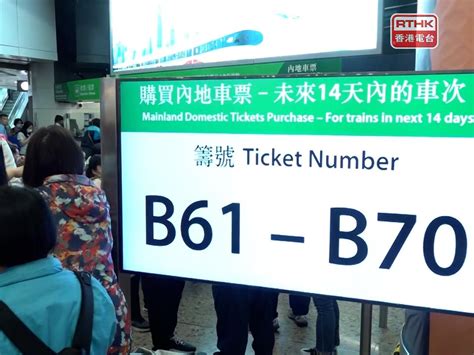 RTHK
香港電台
內地車票
購買內地車票 – 未來14天內的車次
Mainland Domestic Tickets Purchase – For trains in next 14 days
籌號 Ticket Number
B61 – B70